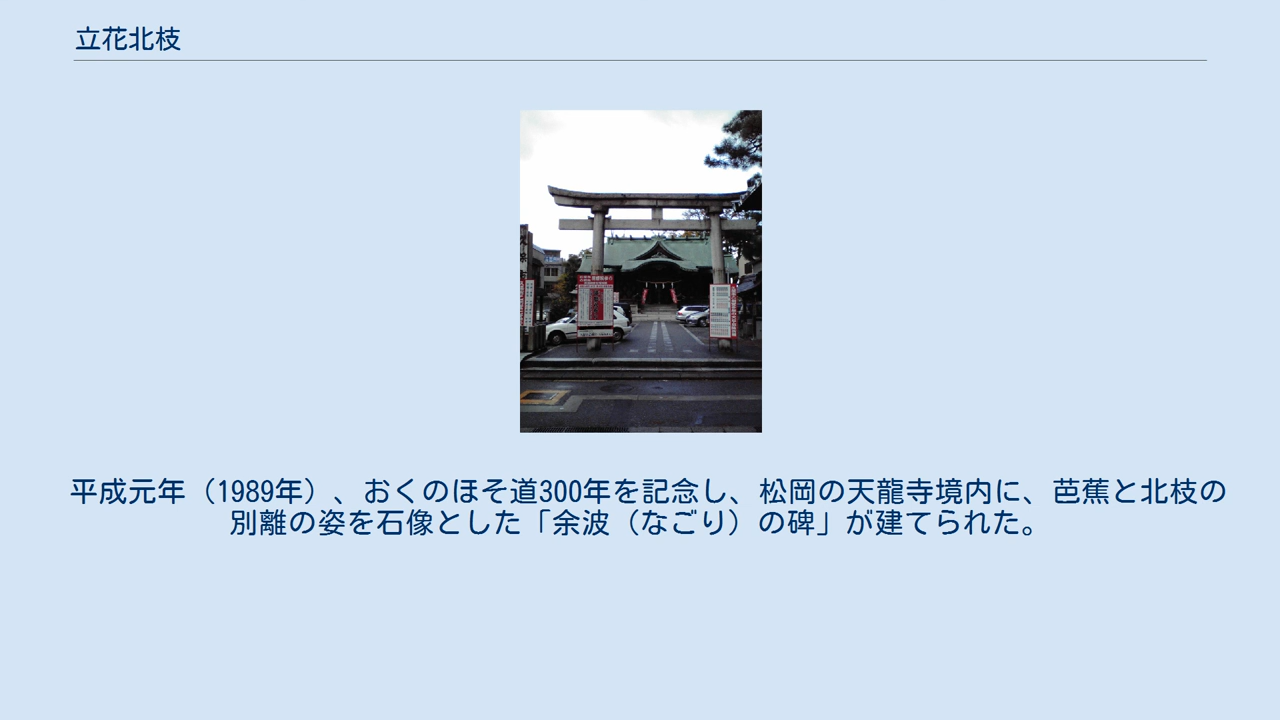 立花北枝
平成元年（1989年）、おくのほそ道300年を記念し、松岡の天龍寺境内に、芭蕉と北枝の
別離の姿を石像とした「余波（なごり）の碑」が建てられた。